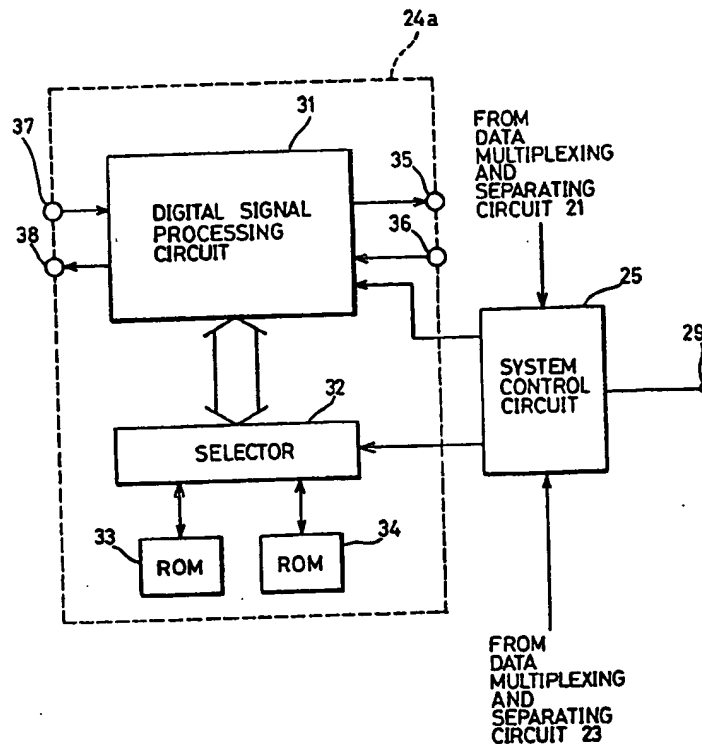 24a
31
37
38
DIGITAL SIGNAL
PROCESSING
CIRCUIT
35
36
FROM
DATA
MULTIPLEXING
AND
SEPARATING
CIRCUIT 21
25
SYSTEM
CONTROL
CIRCUIT
29
32
SELECTOR
33
ROM
34
ROM
FROM
DATA
MULTIPLEXING
AND
SEPARATING
CIRCUIT 23